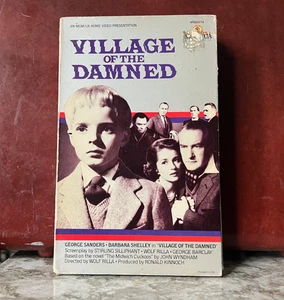 AN MGM/UA HOME VIDEO PRESENTATION
VILLAGE
OF THE
DAMNED
GEORGE SANDERS • BARBARA SHELLEY in "VILLAGE OF THE DAMNED"
Screenplay by STIRLING SILLIPHANT • WOLF RILLA • GEORGE BARCLAY
Based on the novel "The Midwich Cuckoos" by JOHN WYNDHAM
Directed by WOLF RILLA • Produced by RONALD KINNOCH